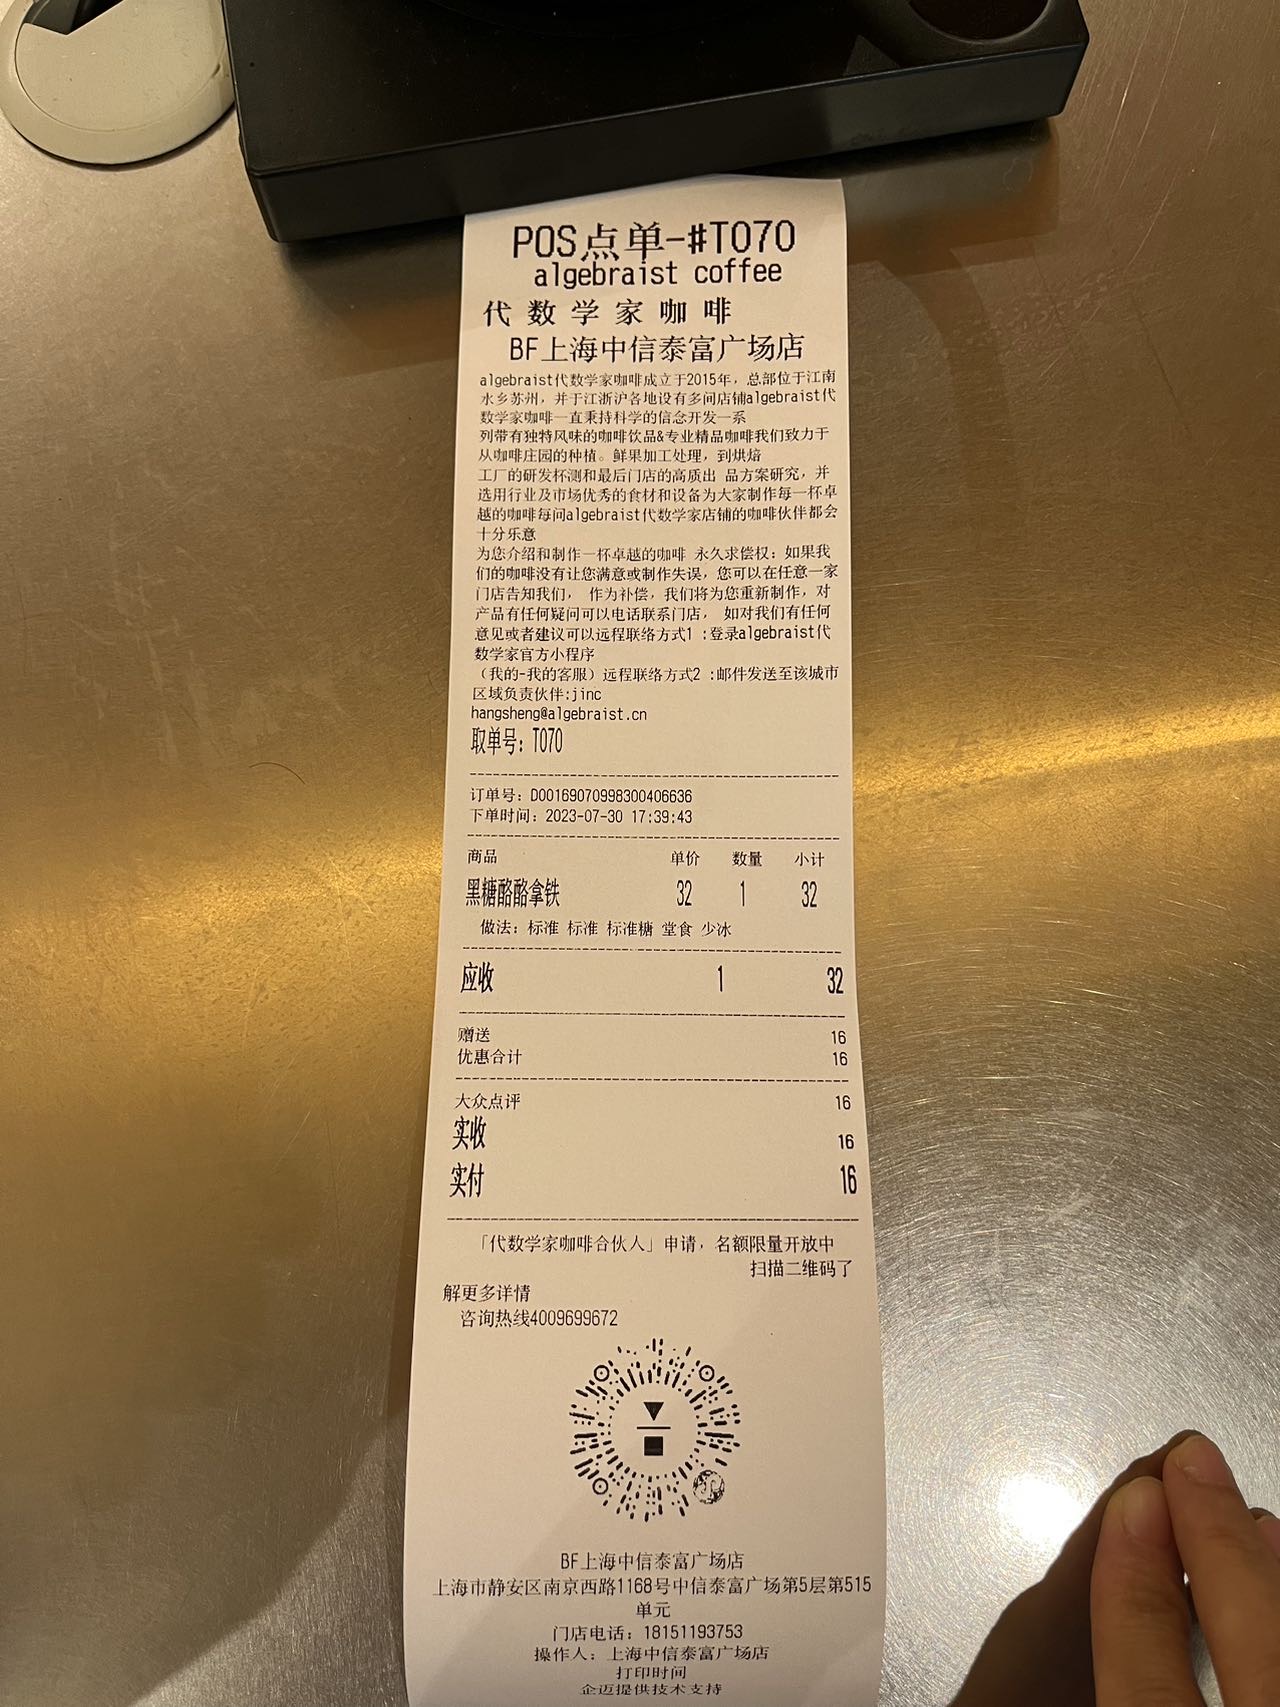 POS点单-#T070
algebraist coffee
代数学家咖啡
BF上海中信泰富广场店
algebraist代数学家咖啡成立于2015年，总部位于江南
水乡苏州，并于江浙沪各地设有多间店铺algebraist代
数学家咖啡一直秉持科学的信念开发一系
列带有独特风味的咖啡饮品&专业精品咖啡我们致力于
从咖啡庄园的种植。鲜果加工处理，到烘焙
工厂的研发杯测和最后门店的高质出 品方案研究，并
选用行业及市场优秀的食材和设备为大家制作每一杯卓
越的咖啡每问algebraist代数学家店铺的咖啡伙伴都会
十分乐意
为您介绍和制作一杯卓越的咖啡 永久求偿权：如果我
们的咖啡没有让您满意或制作失误，您可以在任意一家
门店告知我们， 作为补偿，我们将为您重新制作，对
产品有任何疑问可以电话联系门店， 如对我们有任何
意见或者建议可以远程联络方式1 :登录algebraist代
数学家官方小程序
（我的-我的客服）远程联络方式2 :邮件发送至该城市
区域负责伙伴:jinc
hangsheng@algebraist.cn
取单号：T070
订单号：D00169070998300406636
下单时间：2023-07-30 17:39:43
商品 单价 数量 小计
黑糖酪酪拿铁 32 1 32
做法：标准 标准 标准糖 堂食 少冰
应收 1 32
赠送 16
优惠合计 16
大众点评 16
实收 16
实付 16
「代数学家咖啡合伙人」申请，名额限量开放中
扫描二维码了
解更多详情
咨询热线4009699672
BF上海中信泰富广场店
上海市静安区南京西路1168号中信泰富广场第5层第515
单元
门店电话：18151193753
操作人：上海中信泰富广场店
打印时间
企迈提供技术支持